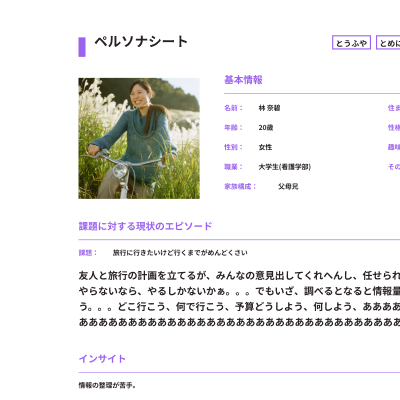 ペルソナシート
とうふや
とめに
基本情報
名前： 林 奈穂
住ま
年齢： 20歳
性格
性別： 女性
趣味
職業： 大学生(看護学部)
その
家族構成： 父母兄
課題に対する現状のエピソード
課題： 旅行に行きたいけど行くまでがめんどくさい
友人と旅行の計画を立てるが、みんなの意見出してくれへんし、任せられ
やらないなら、やるしかないかぁ。。。でもいざ、調べるとなると情報量
う。。。どこ行こう、何で行こう、予算どうしよう、何しよう、ああああ
あああああああああああああああああああああああああああああああああ
インサイト
情報の整理が苦手。